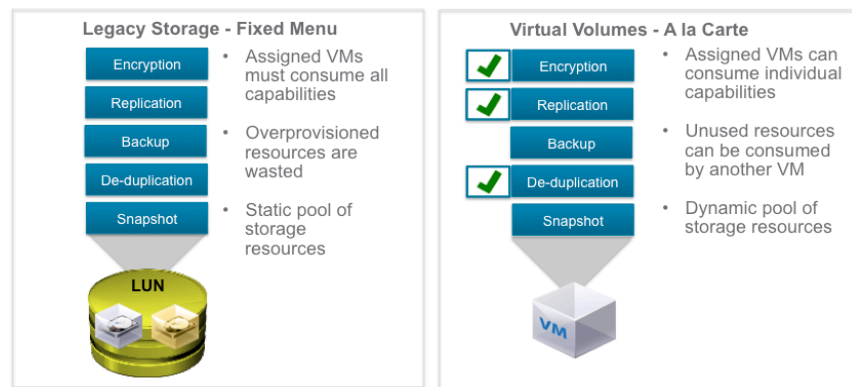 Legacy Storage - Fixed Menu
Encryption
Replication
Backup
De-duplication
Snapshot
• Assigned VMs
must consume all
capabilities
• Overprovisioned
resources are
wasted
• Static pool of
storage
resources
LUN
Virtual Volumes - A la Carte
Encryption
Replication
Backup
De-duplication
Snapshot
• Assigned VMs can
consume individual
capabilities
• Unused resources
can be consumed
by another VM
• Dynamic pool of
storage resources
VM